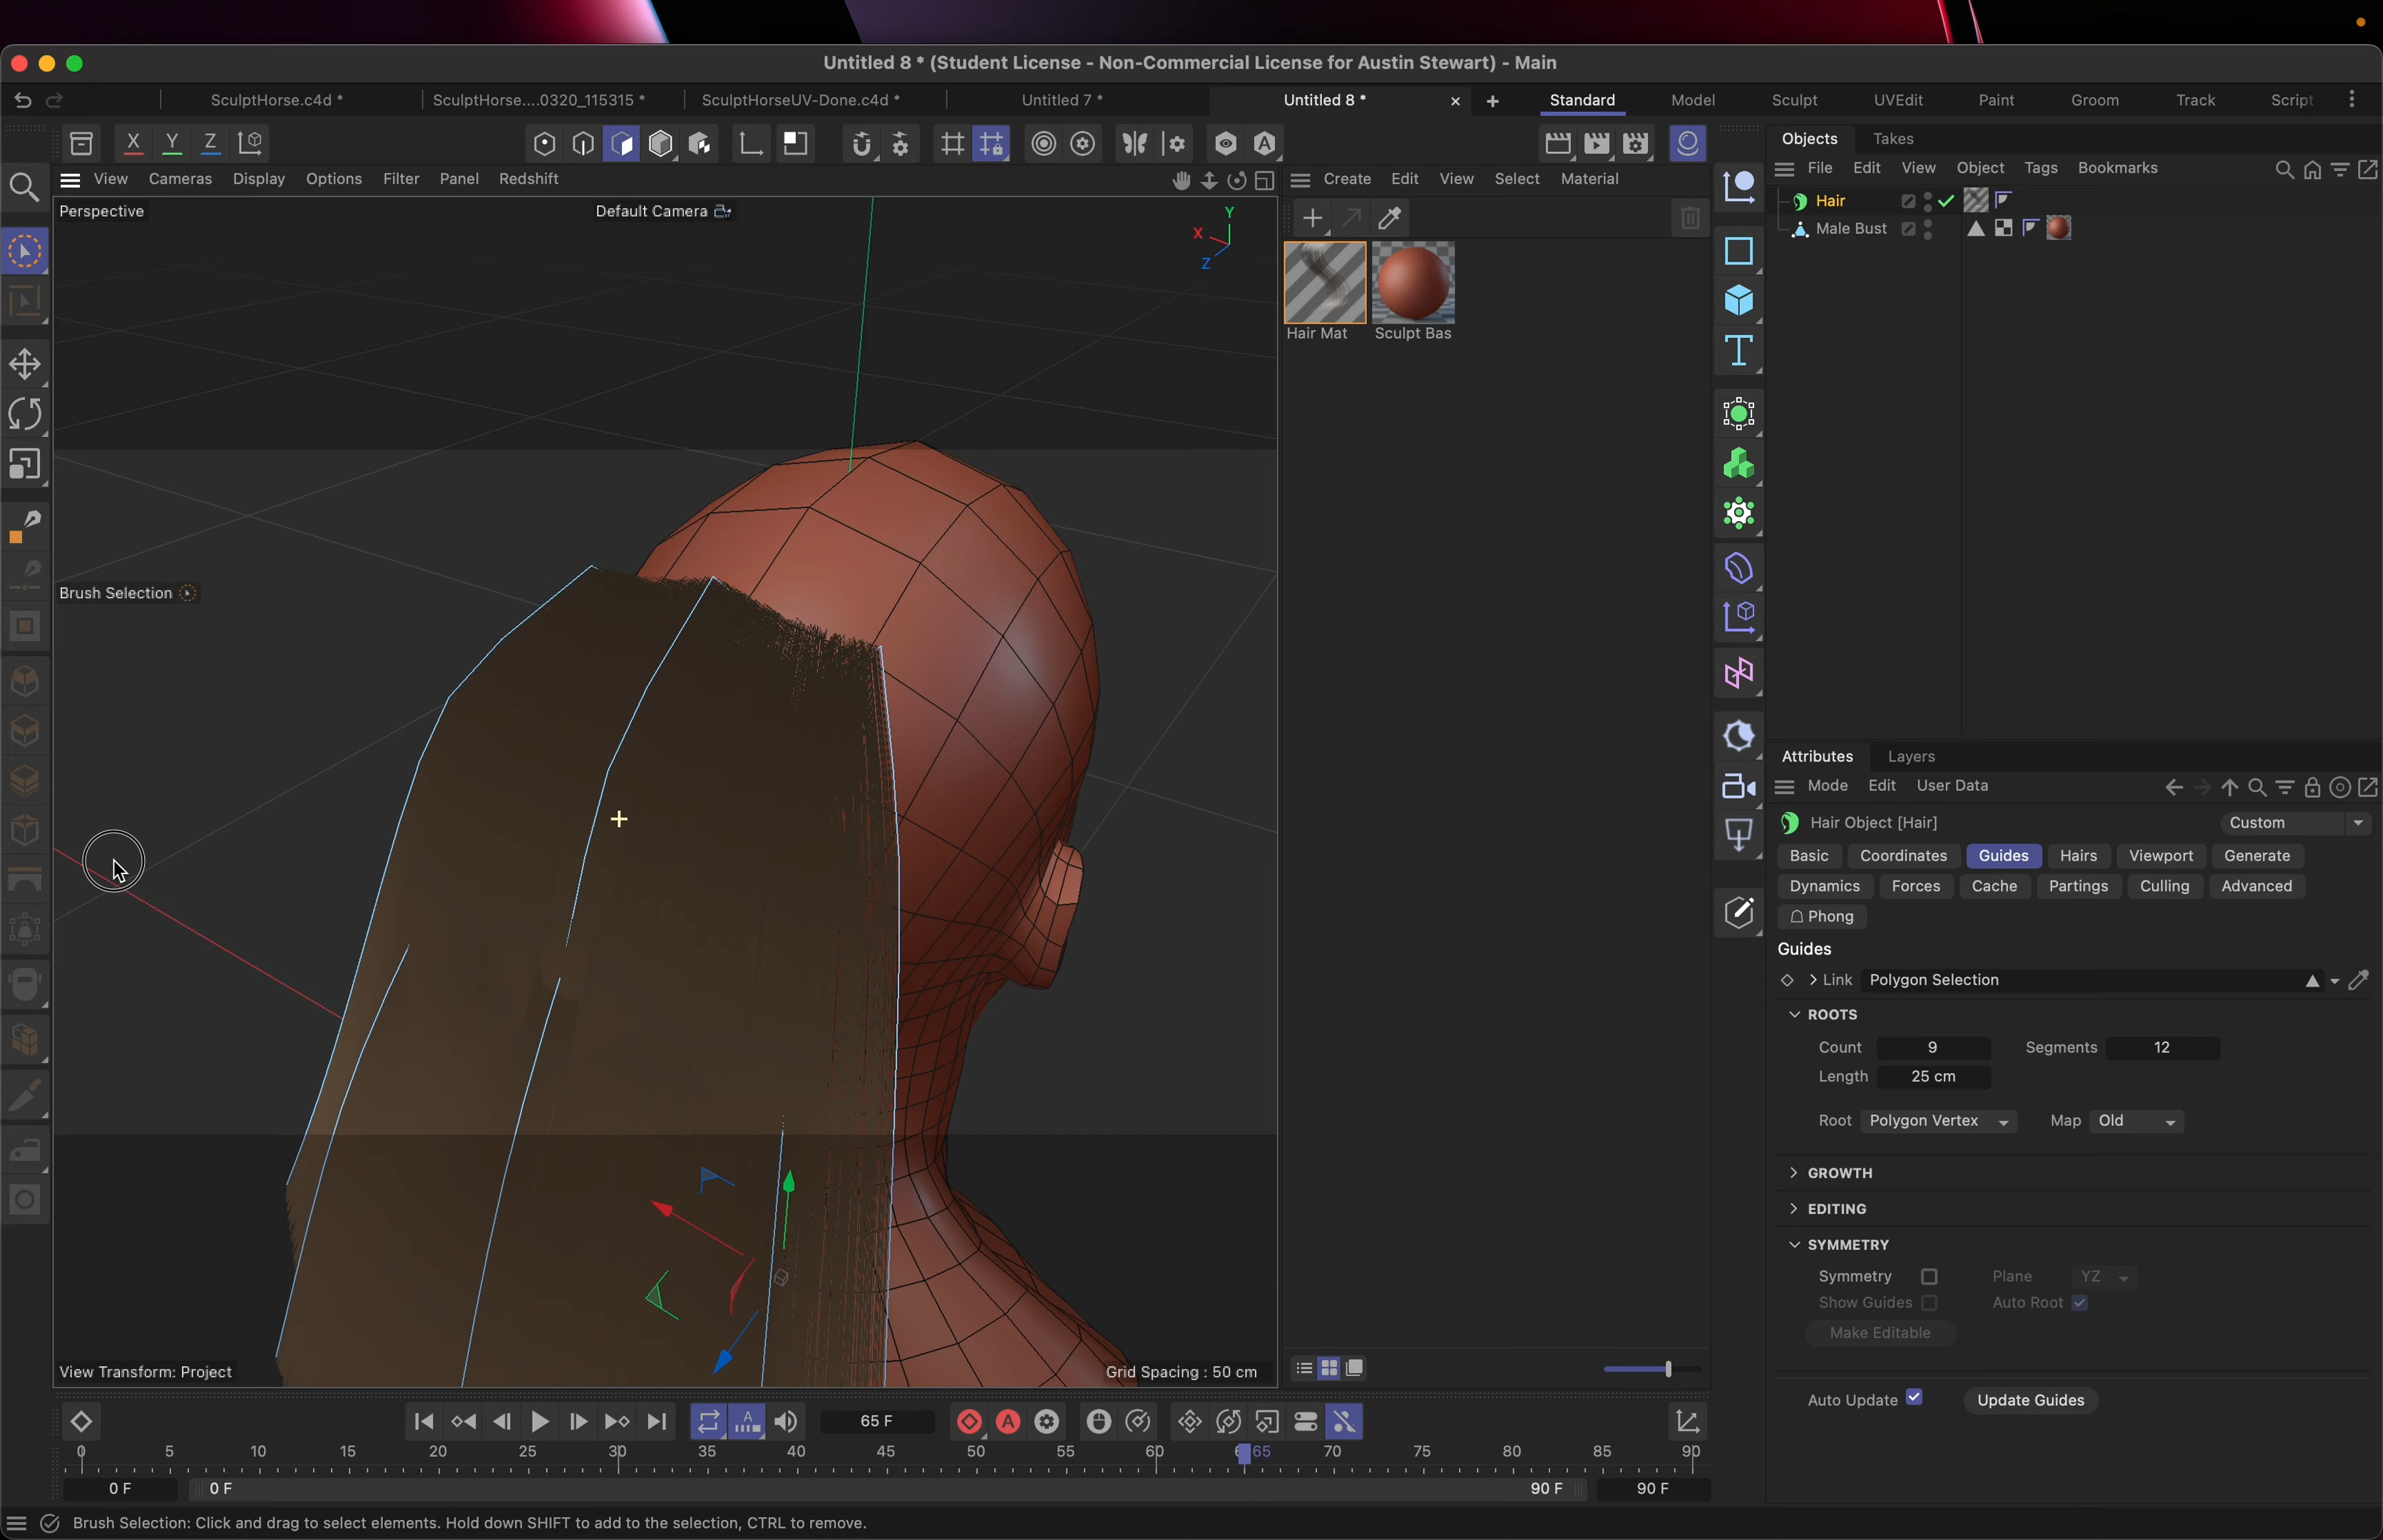 Untitled 8 * (Student License - Non-Commercial License for Austin Stewart) - Main
SculptHorse.c4d * SculptHorse....0320_115315 * SculptHorseUV-Done.c4d * Untitled 7 * Untitled 8 * Standard Model Sculpt UVEdit Paint Groom Track Script
X Y Z
Objects Takes
View Cameras Display Options Filter Panel Redshift
Create Edit View Select Material
File Edit View Object Tags Bookmarks
Perspective
Default Camera
Y
X
Z
Hair
Male Bust
Hair Mat Sculpt Bas
Brush Selection
View Transform: Project
Grid Spacing : 50 cm
Attributes Layers
Mode Edit User Data
Hair Object [Hair]
Custom
Basic Coordinates Guides Hairs Viewport Generate
Dynamics Forces Cache Partings Culling Advanced
Phong
Guides
Link Polygon Selection
ROOTS
Count 9 Segments 12
Length 25 cm
Root Polygon Vertex Map Old
GROWTH
EDITING
SYMMETRY
Symmetry Plane YZ
Show Guides Auto Root
Make Editable
Auto Update Update Guides
65 F
0 5 10 15 20 25 30 35 40 45 50 55 60 65 70 75 80 85 90
0 F 0 F 90 F 90 F
Brush Selection: Click and drag to select elements. Hold down SHIFT to add to the selection, CTRL to remove.